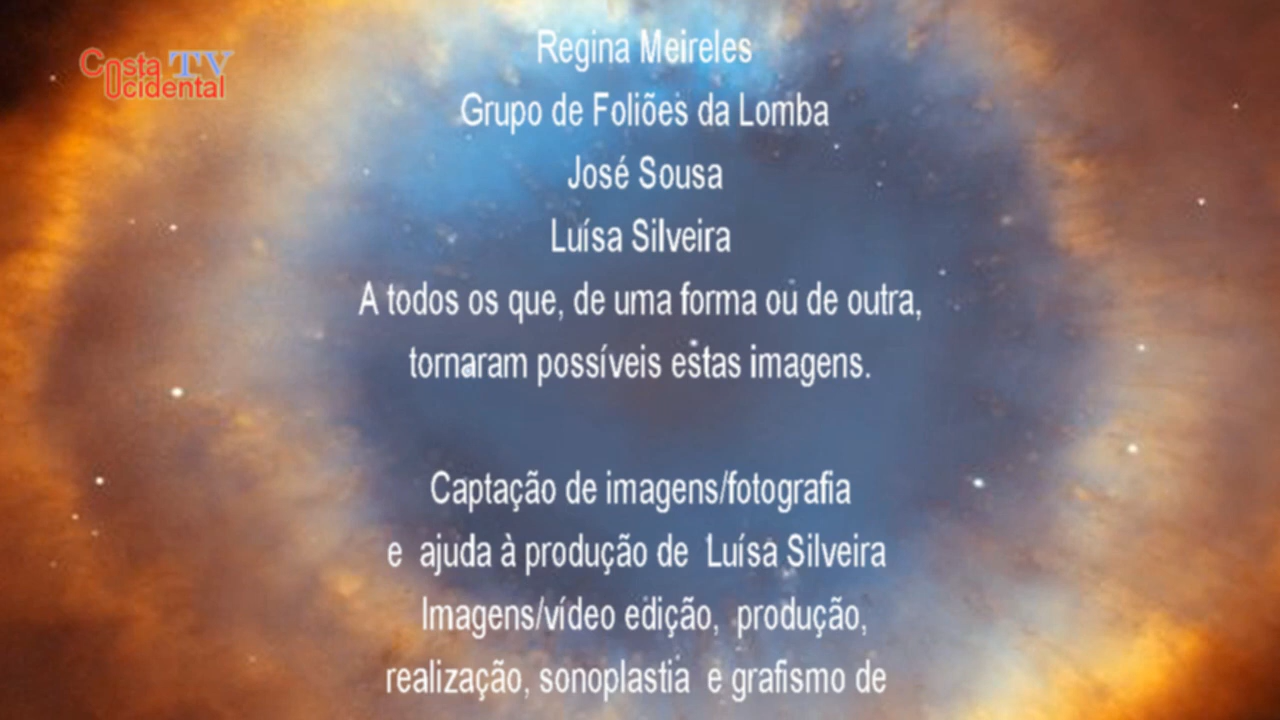 Costa TV
Ocidental
Regina Meireles
Grupo de Foliões da Lomba
José Sousa
Luísa Silveira
A todos os que, de uma forma ou de outra,
tornaram possíveis estas imagens.
Captação de imagens/fotografia
e ajuda à produção de Luísa Silveira
Imagens/vídeo edição, produção,
realização, sonoplastia e grafismo de